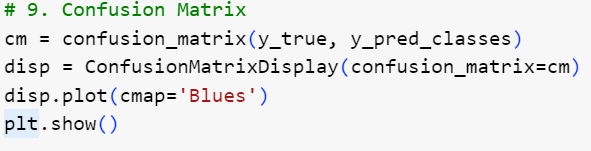 # 9. Confusion Matrix
cm = confusion_matrix(y_true, y_pred_classes)
disp = ConfusionMatrixDisplay(confusion_matrix=cm)
disp.plot(cmap='Blues')
plt.show()